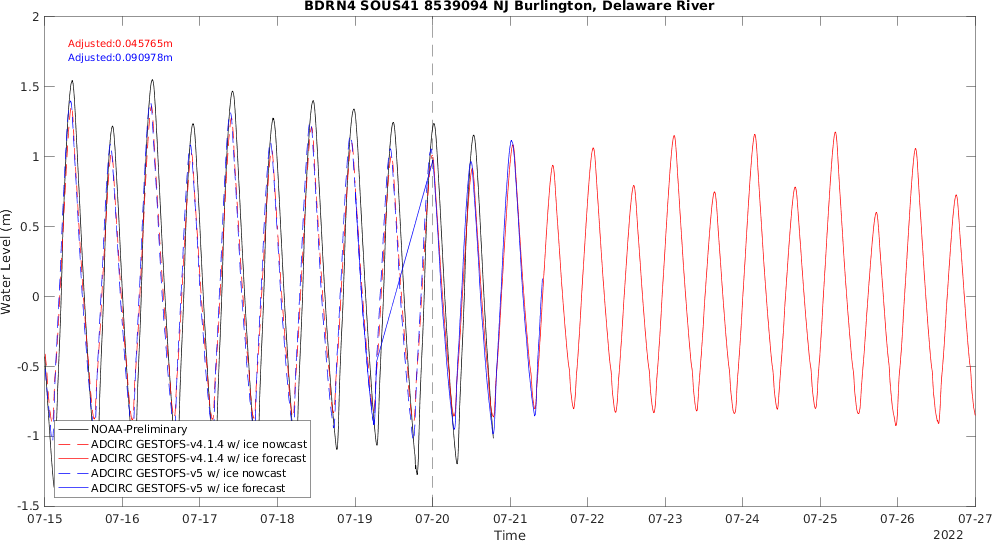 BDRN4 SOUS41 8539094 NJ Burlington, Delaware River
Adjusted:0.045765m
Adjusted:0.090978m
Water Level (m)
2
1.5
1
0.5
0
-0.5
-1
-1.5
NOAA-Preliminary
ADCIRC GESTOFS-v4.1.4 w/ ice nowcast
ADCIRC GESTOFS-v4.1.4 w/ ice forecast
ADCIRC GESTOFS-v5 w/ ice nowcast
ADCIRC GESTOFS-v5 w/ ice forecast
07-15 07-16 07-17 07-18 07-19 07-20 07-21 07-22 07-23 07-24 07-25 07-26 07-27
Time
2022